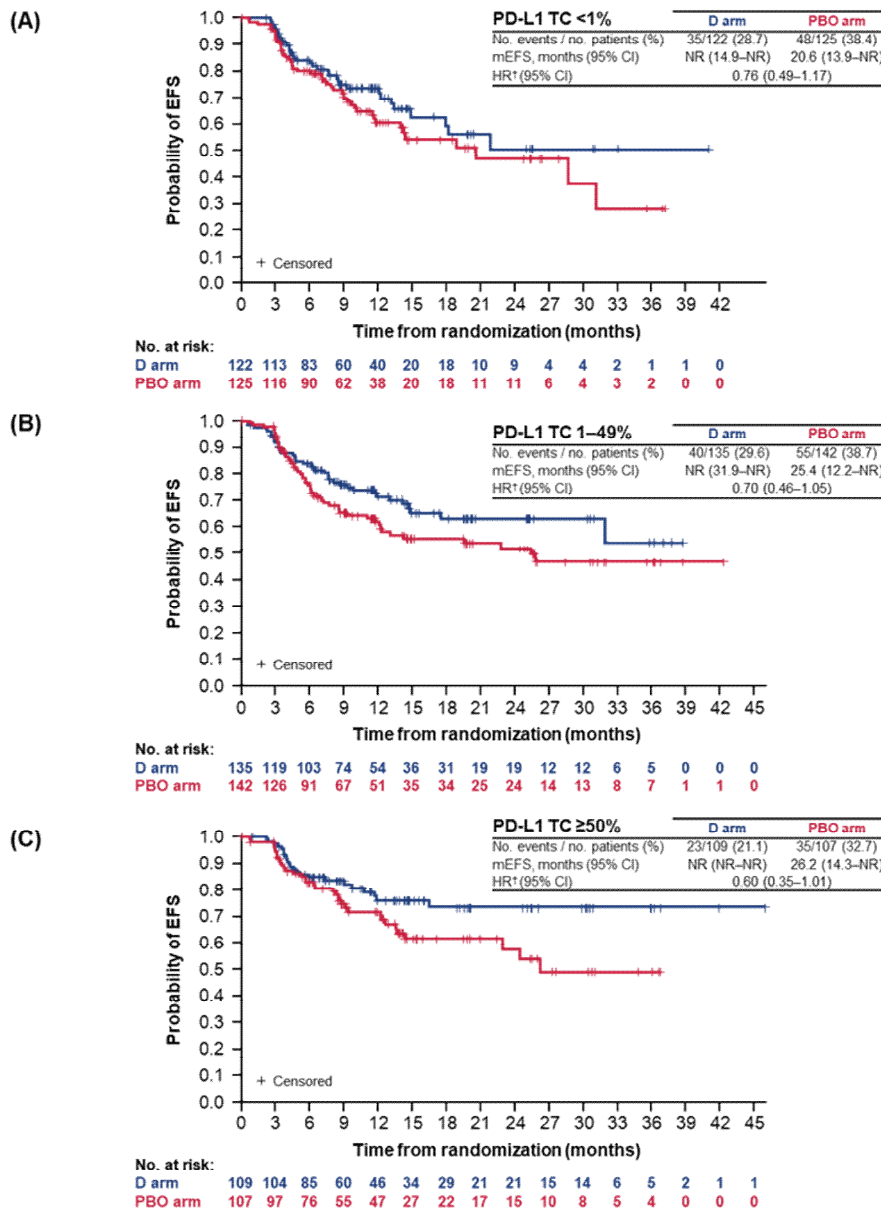 (A)
PD-L1 TC <1% D arm PBO arm
No. events / no. patients (%) 35/122 (28.7) 48/125 (38.4)
mEFS, months (95% CI) NR (14.9–NR) 20.6 (13.9–NR)
HR† (95% CI) 0.76 (0.49–1.17)
Probability of EFS
1.0
0.9
0.8
0.7
0.6
0.5
0.4
0.3
0.2
0.1
0.0
+ Censored
0 3 6 9 12 15 18 21 24 27 30 33 36 39 42
Time from randomization (months)
No. at risk:
D arm 122 113 83 60 40 20 18 10 9 4 4 2 1 1 0
PBO arm 125 116 90 62 38 20 18 11 11 6 4 3 2 0 0
(B)
PD-L1 TC 1–49% D arm PBO arm
No. events / no. patients (%) 40/135 (29.6) 55/142 (38.7)
mEFS, months (95% CI) NR (31.9–NR) 25.4 (12.2–NR)
HR† (95% CI) 0.70 (0.46–1.05)
Probability of EFS
1.0
0.9
0.8
0.7
0.6
0.5
0.4
0.3
0.2
0.1
0.0
+ Censored
0 3 6 9 12 15 18 21 24 27 30 33 36 39 42 45
Time from randomization (months)
No. at risk:
D arm 135 119 103 74 54 36 31 19 19 12 12 6 5 0 0 0
PBO arm 142 126 91 67 51 35 34 25 24 14 13 8 7 1 1 0
(C)
PD-L1 TC ≥50% D arm PBO arm
No. events / no. patients (%) 23/109 (21.1) 35/107 (32.7)
mEFS, months (95% CI) NR (NR–NR) 26.2 (14.3–NR)
HR† (95% CI) 0.60 (0.35–1.01)
Probability of EFS
1.0
0.9
0.8
0.7
0.6
0.5
0.4
0.3
0.2
0.1
0.0
+ Censored
0 3 6 9 12 15 18 21 24 27 30 33 36 39 42 45
Time from randomization (months)
No. at risk:
D arm 109 104 85 60 46 34 29 21 21 15 14 6 5 2 1 1
PBO arm 107 97 76 55 47 27 22 17 15 10 8 5 4 0 0 0